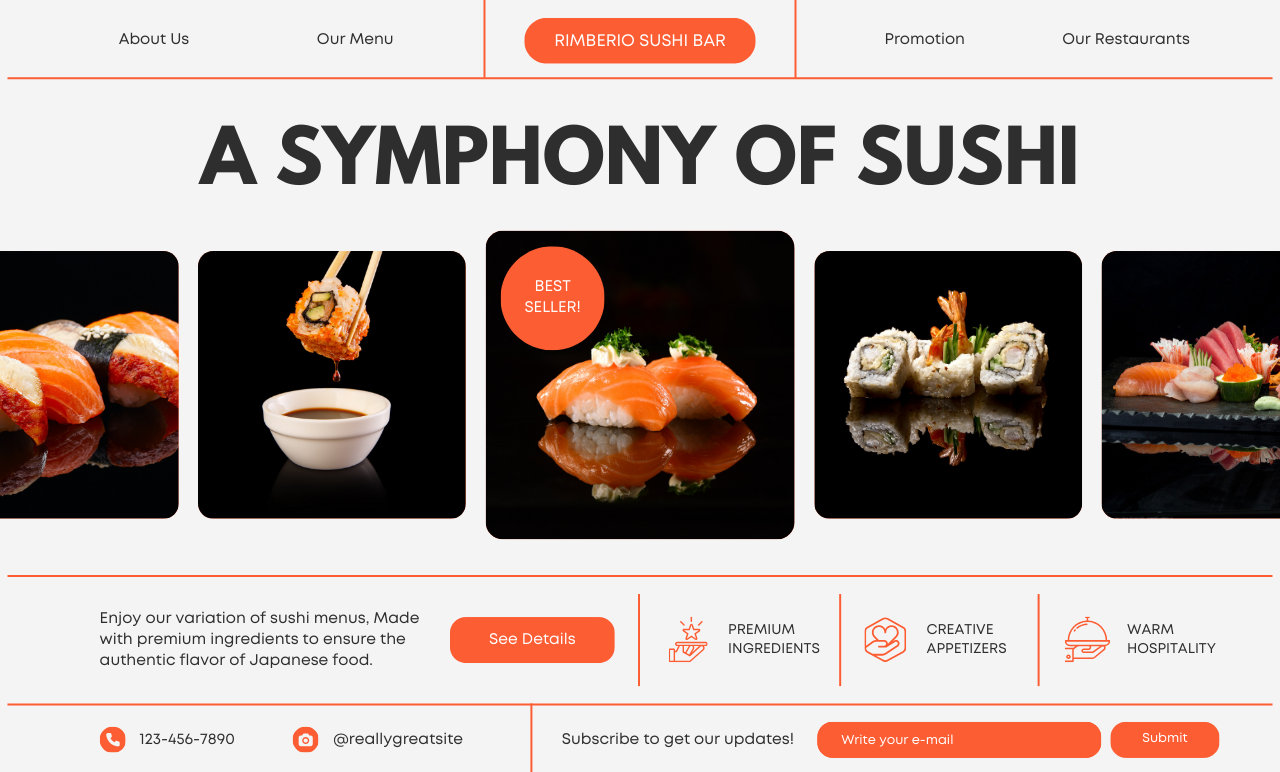 About Us
Our Menu
RIMBERIO SUSHI BAR
Promotion
Our Restaurants
A SYMPHONY OF SUSHI
BEST
SELLER!
Enjoy our variation of sushi menus, Made
with premium ingredients to ensure the
authentic flavor of Japanese food.
See Details
PREMIUM
INGREDIENTS
CREATIVE
APPETIZERS
WARM
HOSPITALITY
123-456-7890
@reallygreatsite
Subscribe to get our updates!
Write your e-mail
Submit